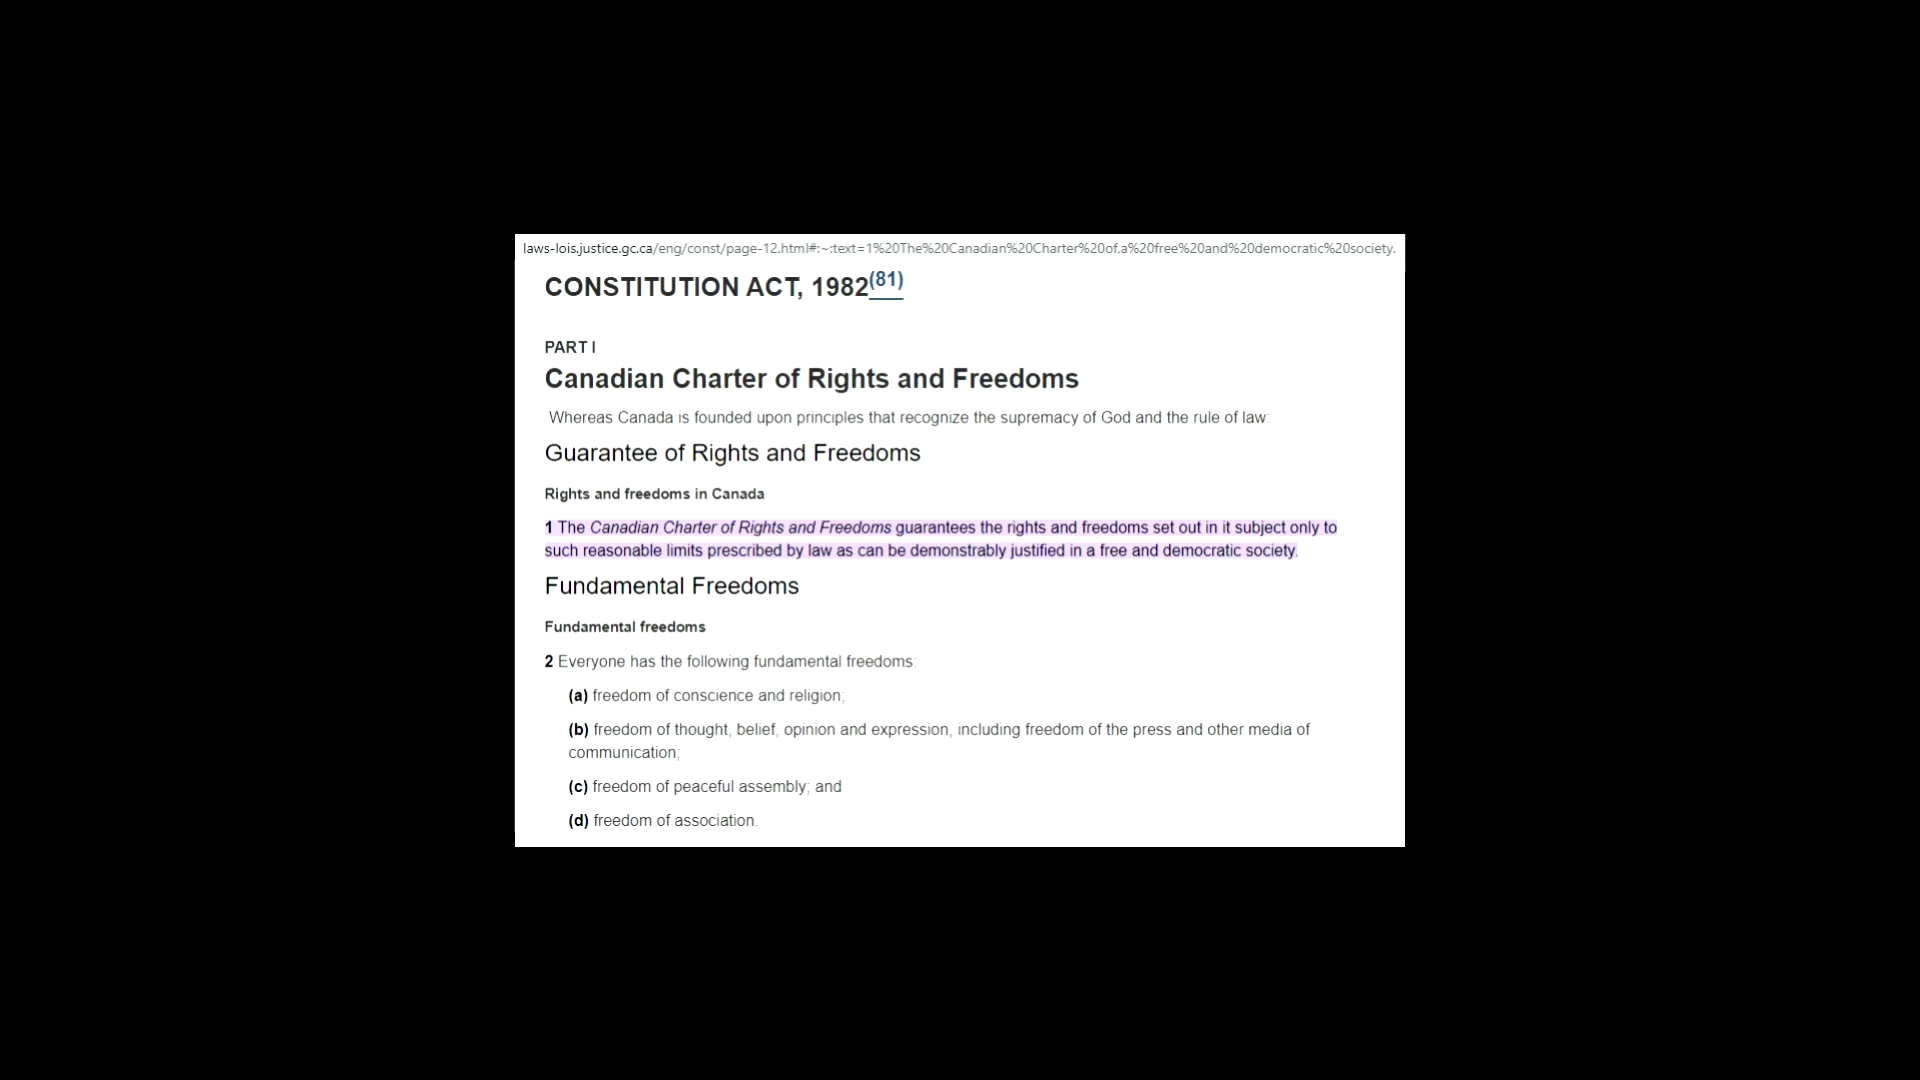 laws-lois.justice.gc.ca/eng/const/page-12.html#:~:text=1%20The%20Canadian%20Charter%20of,a%20free%20and%20democratic%20society.
CONSTITUTION ACT, 1982(81)
PART I
Canadian Charter of Rights and Freedoms
Whereas Canada is founded upon principles that recognize the supremacy of God and the rule of law:
Guarantee of Rights and Freedoms
Rights and freedoms in Canada
1 The Canadian Charter of Rights and Freedoms guarantees the rights and freedoms set out in it subject only to
such reasonable limits prescribed by law as can be demonstrably justified in a free and democratic society.
Fundamental Freedoms
Fundamental freedoms
2 Everyone has the following fundamental freedoms:
(a) freedom of conscience and religion;
(b) freedom of thought, belief, opinion and expression, including freedom of the press and other media of
communication;
(c) freedom of peaceful assembly; and
(d) freedom of association.